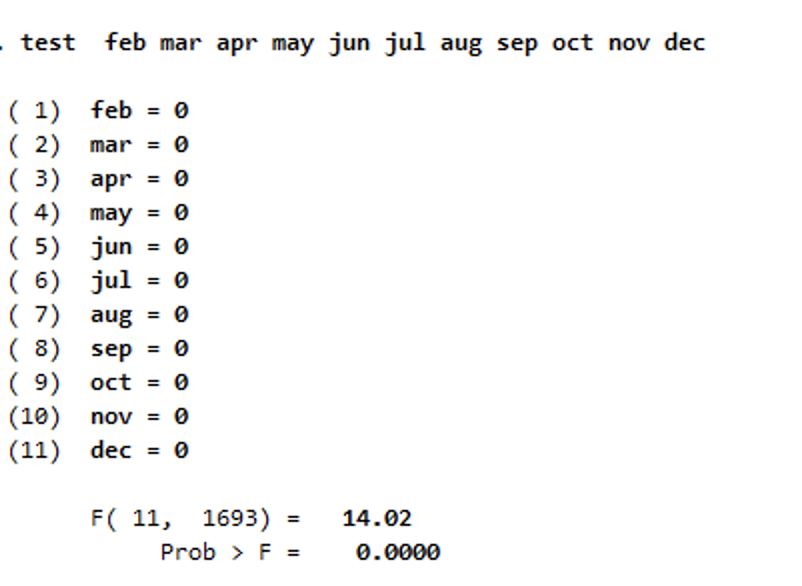 . test  feb mar apr may jun jul aug sep oct nov dec
( 1)  feb = 0
( 2)  mar = 0
( 3)  apr = 0
( 4)  may = 0
( 5)  jun = 0
( 6)  jul = 0
( 7)  aug = 0
( 8)  sep = 0
( 9)  oct = 0
(10)  nov = 0
(11)  dec = 0
F( 11,  1693) =   14.02
Prob > F =    0.0000